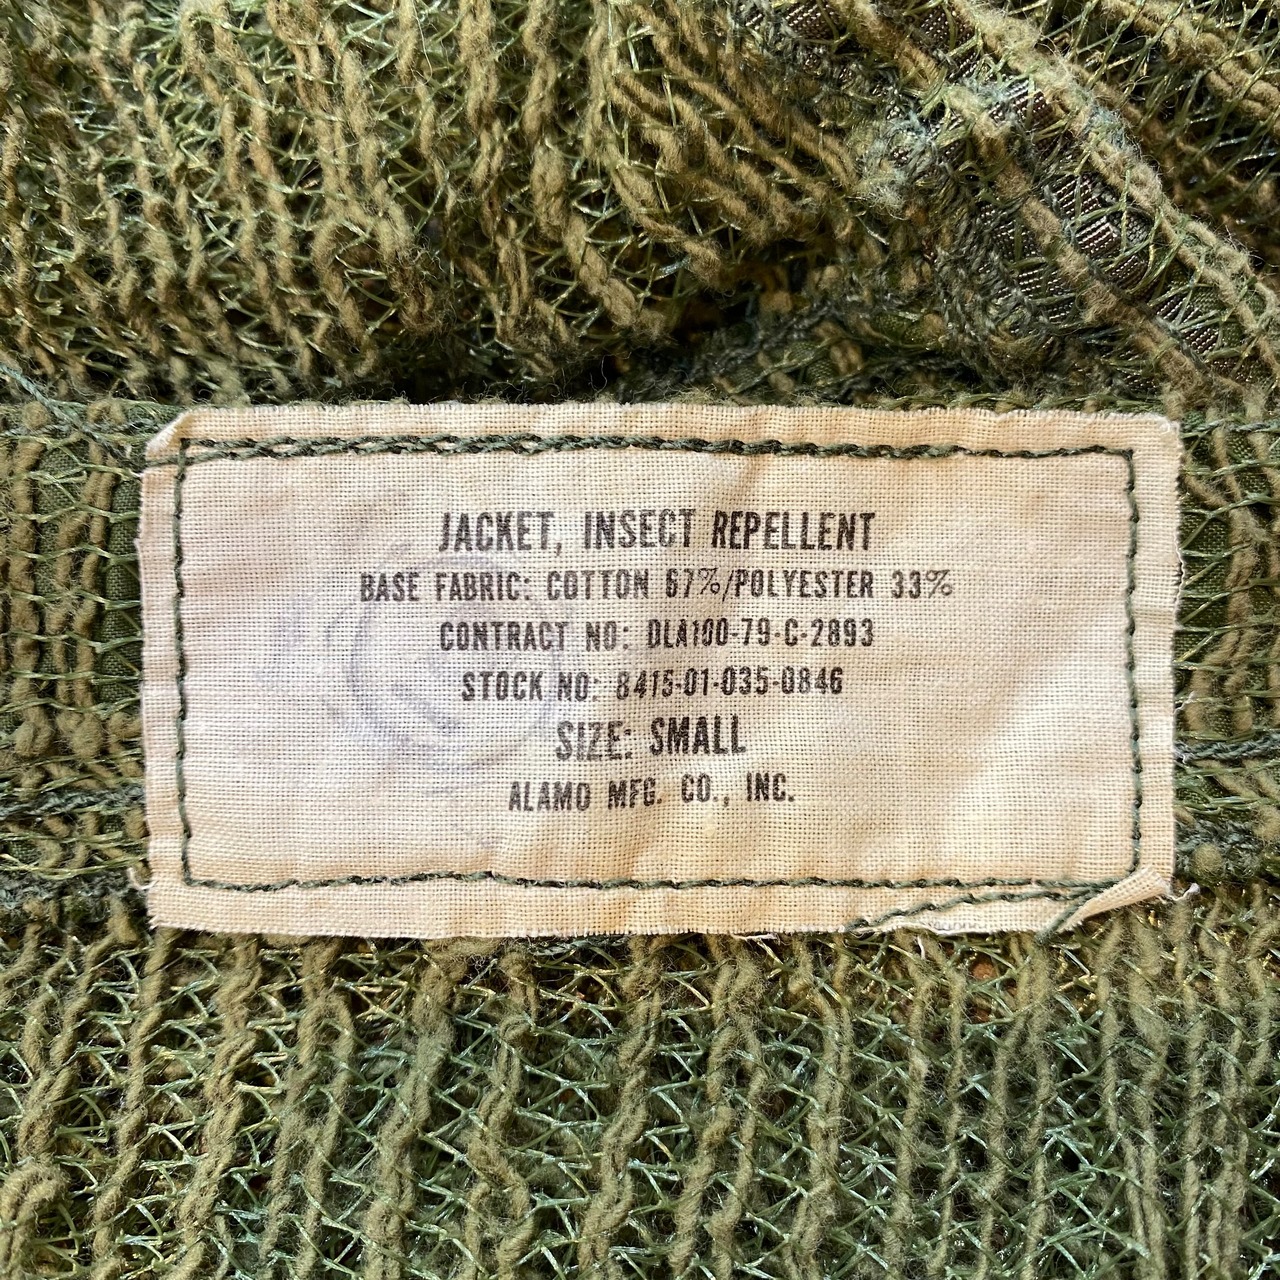 JACKET, INSECT REPELLENT
BASE FABRIC: COTTON 67%/POLYESTER 33%
CONTRACT NO: DLA100-79-C-2893
STOCK NO: 8415-01-035-0846
SIZE: SMALL
ALAMO MFG. CO., INC.